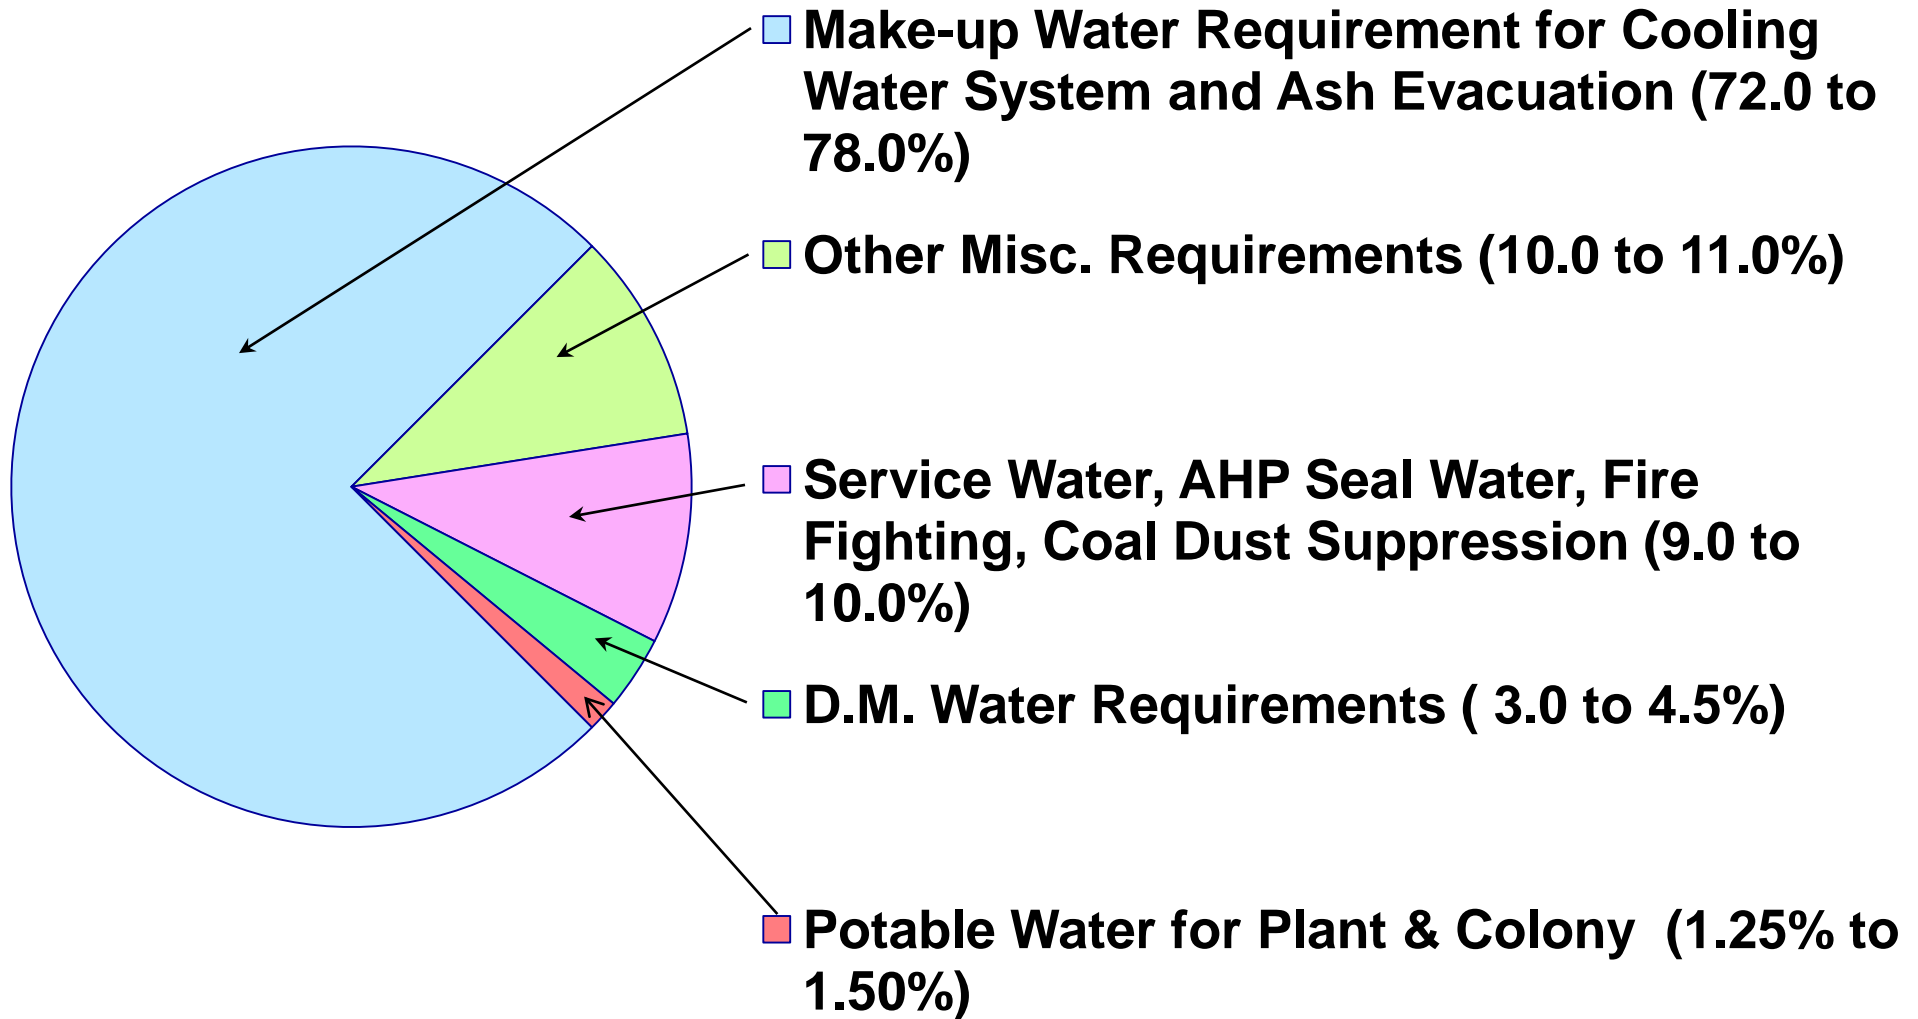 Make-up Water Requirement for Cooling
Water System and Ash Evacuation (72.0 to
78.0%)
Other Misc. Requirements (10.0 to 11.0%)
Service Water, AHP Seal Water, Fire
Fighting, Coal Dust Suppression (9.0 to
10.0%)
D.M. Water Requirements ( 3.0 to 4.5%)
Potable Water for Plant & Colony  (1.25% to
1.50%)